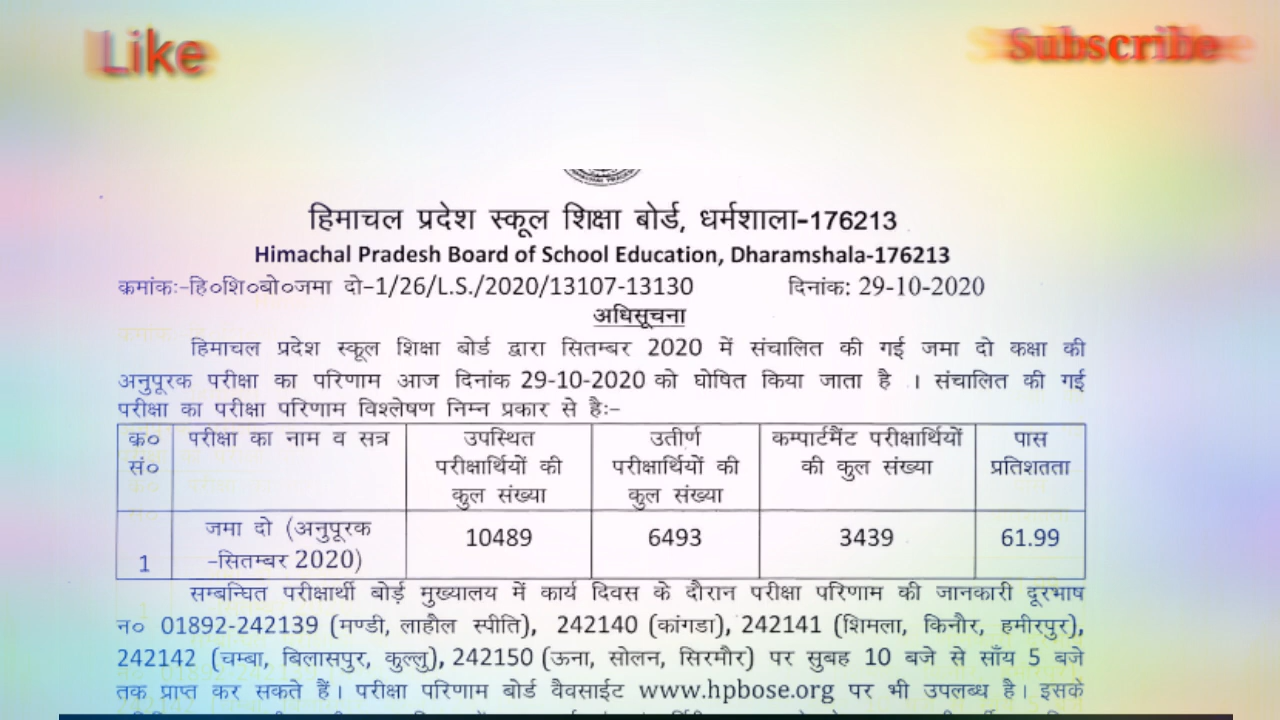 Like
Subscribe
हिमाचल प्रदेश स्कूल शिक्षा बोर्ड, धर्मशाला-176213
Himachal Pradesh Board of School Education, Dharamshala-176213
कमांकः-हि०शि०बो०जमा दो-1/26/L.S./2020/13107-13130 दिनांक: 29-10-2020
अधिसूचना
हिमाचल प्रदेश स्कूल शिक्षा बोर्ड द्वारा सितम्बर 2020 में संचालित की गई जमा दो कक्षा की
अनुपूरक परीक्षा का परिणाम आज दिनांक 29-10-2020 को घोषित किया जाता है । संचालित की गई
परीक्षा का परीक्षा परिणाम विश्लेषण निम्न प्रकार से हैः-
क० सं० परीक्षा का नाम व सत्र उपस्थित परीक्षार्थियों की कुल संख्या उतीर्ण परीक्षार्थियों की कुल संख्या कम्पार्टमैंट परीक्षार्थियों की कुल संख्या पास प्रतिशतता
1 जमा दो (अनुपूरक -सितम्बर 2020) 10489 6493 3439 61.99
सम्बन्घित परीक्षार्थी बोर्ड़ मुख्यालय में कार्य दिवस के दौरान परीक्षा परिणाम की जानकारी दूरभाष
न० 01892-242139 (मण्डी, लाहौल स्पीति), 242140 (कांगडा), 242141 (शिमला, किनौर, हमीरपुर),
242142 (चम्बा, बिलासपुर, कुल्लु), 242150 (ऊना, सोलन, सिरमौर) पर सुबह 10 बजे से साँय 5 बजे
तक प्राप्त कर सकते हैं। परीक्षा परिणाम बोर्ड वैवसाईट www.hpbose.org पर भी उपलब्ध है। इसके